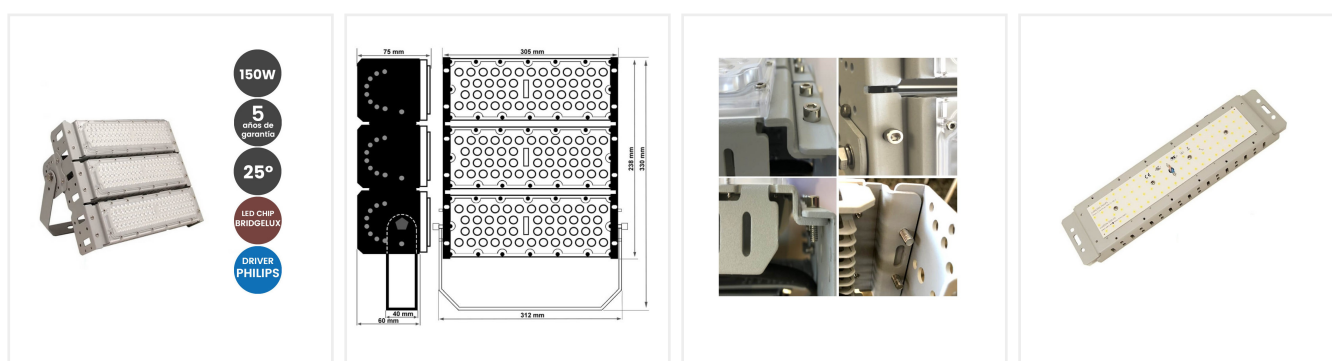 150W
5
años de
garantía
25°
LED CHIP
BRIDGELUX
DRIVER
PHILIPS
75 mm
305 mm
238 mm
330 mm
40 mm
60 mm
312 mm